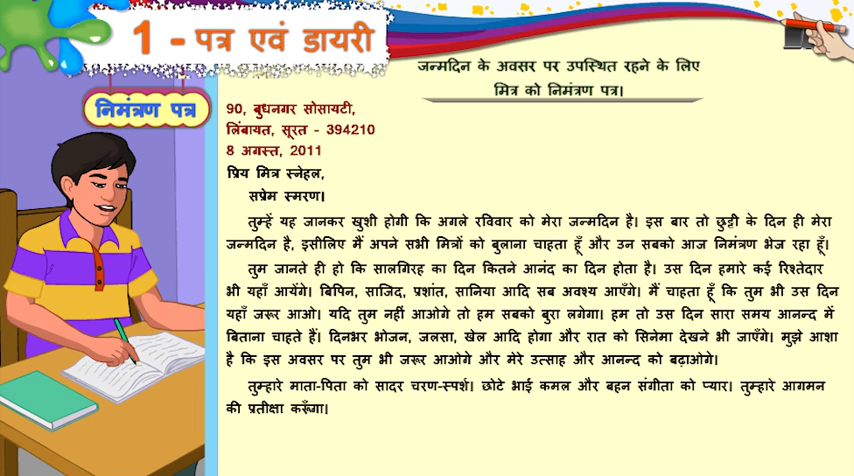 1 - पत्र एवं डायरी
निमंत्रण पत्र
जन्मदिन के अवसर पर उपस्थित रहने के लिए
मित्र को निमंत्रण पत्र।
90, बुधनगर सोसायटी,
लिंबायत, सूरत - 394210
8 अगस्त, 2011
प्रिय मित्र स्नेहल,
सप्रेम स्मरण।
तुम्हें यह जानकर खुशी होगी कि अगले रविवार को मेरा जन्मदिन है। इस बार तो छुट्टी के दिन ही मेरा
जन्मदिन है, इसीलिए मैं अपने सभी मित्रों को बुलाना चाहता हूँ और उन सबको आज निमंत्रण भेज रहा हूँ।
तुम जानते ही हो कि सालगिरह का दिन कितने आनंद का दिन होता है। उस दिन हमारे कई रिश्तेदार
भी यहाँ आयेंगे। बिपिन, साजिद, प्रशांत, सानिया आदि सब अवश्य आएँगे। मैं चाहता हूँ कि तुम भी उस दिन
यहाँ जरूर आओ। यदि तुम नहीं आओगे तो हम सबको बुरा लगेगा। हम तो उस दिन सारा समय आनन्द में
बिताना चाहते हैं। दिनभर भोजन, जलसा, खेल आदि होगा और रात को सिनेमा देखने भी जाएँगे। मुझे आशा
है कि इस अवसर पर तुम भी जरूर आओगे और मेरे उत्साह और आनन्द को बढ़ाओगे।
तुम्हारे माता-पिता को सादर चरण-स्पर्श। छोटे भाई कमल और बहन संगीता को प्यार। तुम्हारे आगमन
की प्रतीक्षा करूँगा।